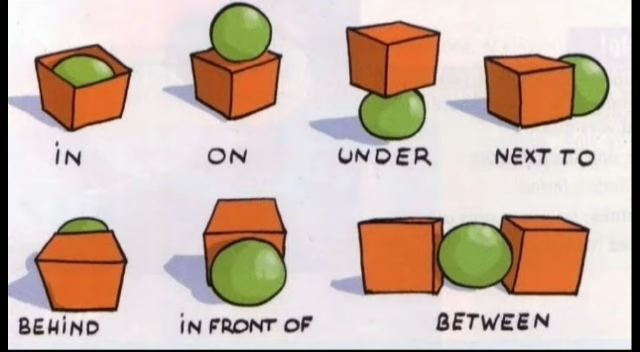 iN
ON
UNDER
NEXT TO
BEHiND
iN FRONT OF
BETWEEN